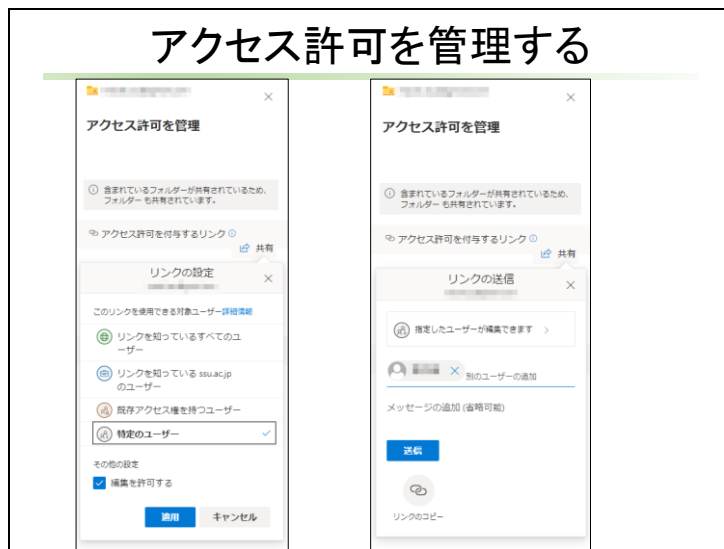 アクセス許可を管理する
アクセス許可を管理
含まれているフォルダーが共有されているため、
フォルダー も共有されています。
アクセス許可を付与するリンク
共有
リンクの設定
このリンクを使用できる対象ユーザー詳細情報
リンクを知っているすべてのユ
ーザー
リンクを知っている ssu.ac.jp
のユーザー
既存アクセス権を持つユーザー
特定のユーザー
その他の設定
編集を許可する
適用
キャンセル
アクセス許可を管理
含まれているフォルダーが共有されているため、
フォルダー も共有されています。
アクセス許可を付与するリンク
共有
リンクの送信
指定したユーザーが編集できます
別のユーザーの追加
メッセージの追加 (省略可能)
送信
リンクのコピー